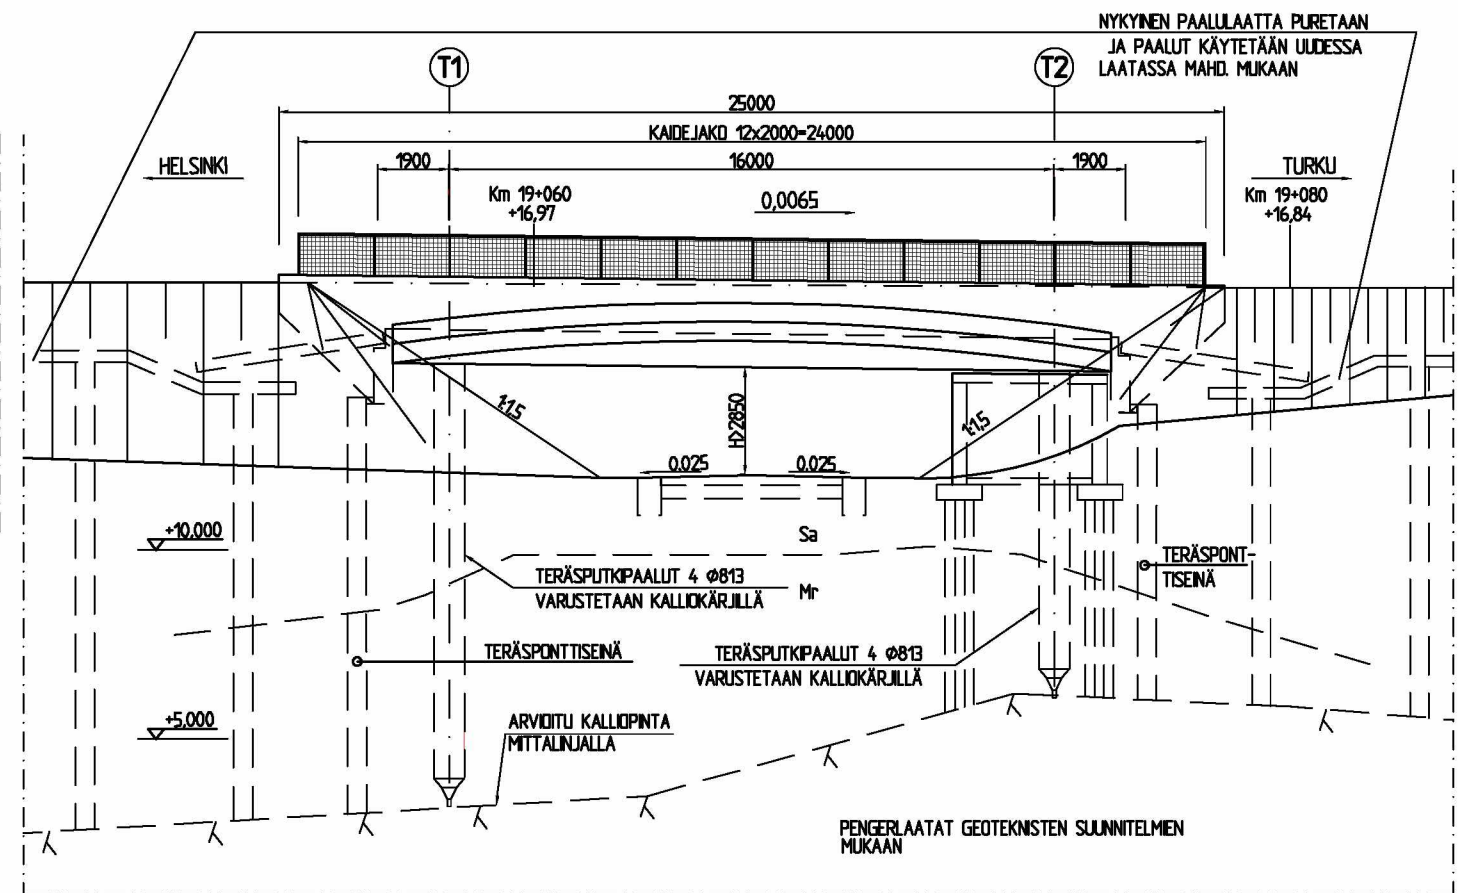 NYKYINEN PAALULAATTA PURETAAN
JA PAALUT KÄYTETÄÄN UUDESSA
LAATASSA MAHD. MUKAAN
T1
T2
25000
KAIDEJAKO 12x2000=24000
1900
16000
1900
HELSINKI
TURKU
Km 19+060
+16,97
0,0065
Km 19+080
+16,84
1:1,5
H>2850
1:1,5
0.025
0.025
+10,000
Sa
TERÄSPONT-
TISEINÄ
TERÄSPUTKIPAALUT 4 Ø813
VARUSTETAAN KALLIOKÄRJILLÄ
Mr
TERÄSPONTTISEINÄ
TERÄSPUTKIPAALUT 4 Ø813
VARUSTETAAN KALLIOKÄRJILLÄ
+5,000
ARVIOITU KALLIOPINTA
MITTALINJALLA
PENGERLAATAT GEOTEKNISTEN SUUNNITELMIEN
MUKAAN